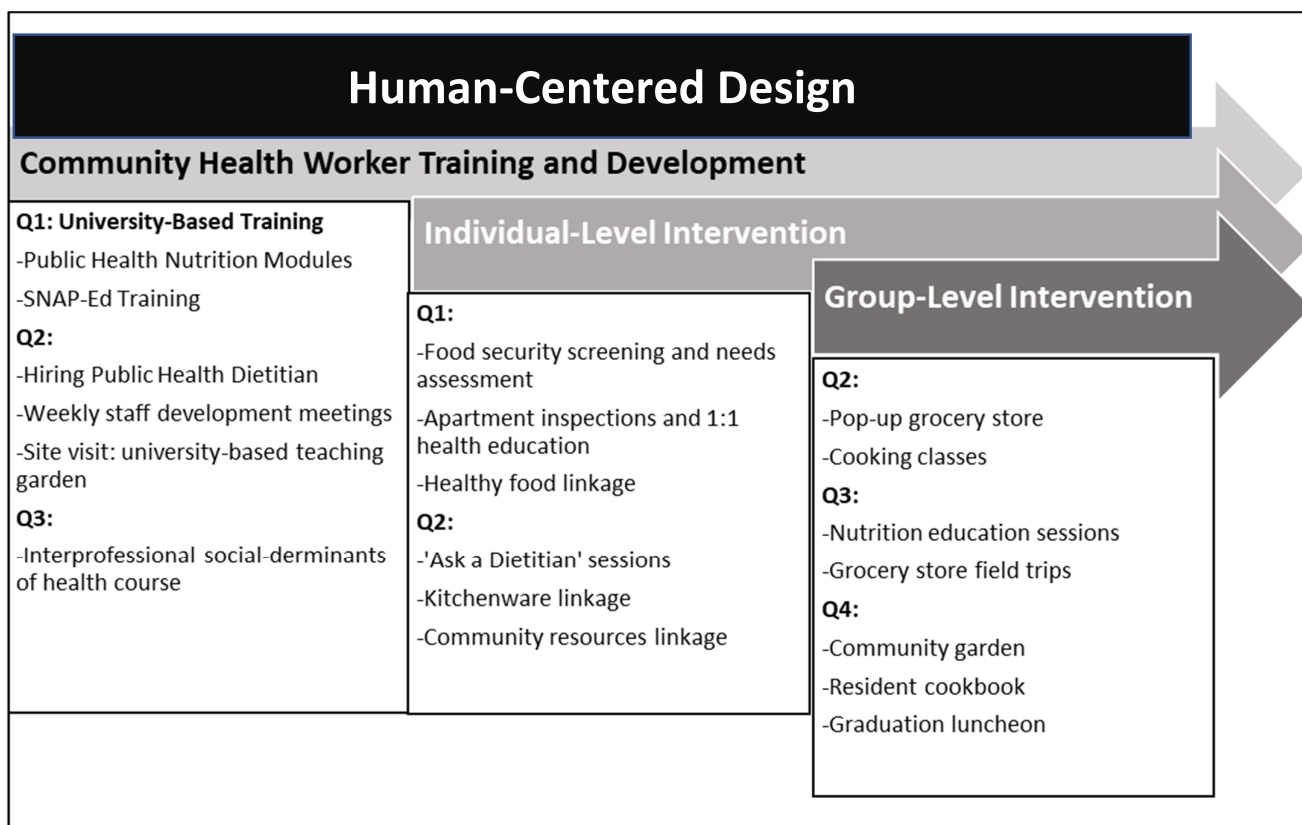 Human-Centered Design
Community Health Worker Training and Development
Q1: University-Based Training
-Public Health Nutrition Modules
-SNAP-Ed Training
Q2:
-Hiring Public Health Dietitian
-Weekly staff development meetings
-Site visit: university-based teaching
garden
Q3:
-Interprofessional social-derminants
of health course
Individual-Level Intervention
Q1:
-Food security screening and needs
assessment
-Apartment inspections and 1:1
health education
-Healthy food linkage
Q2:
-'Ask a Dietitian' sessions
-Kitchenware linkage
-Community resources linkage
Group-Level Intervention
Q2:
-Pop-up grocery store
-Cooking classes
Q3:
-Nutrition education sessions
-Grocery store field trips
Q4:
-Community garden
-Resident cookbook
-Graduation luncheon